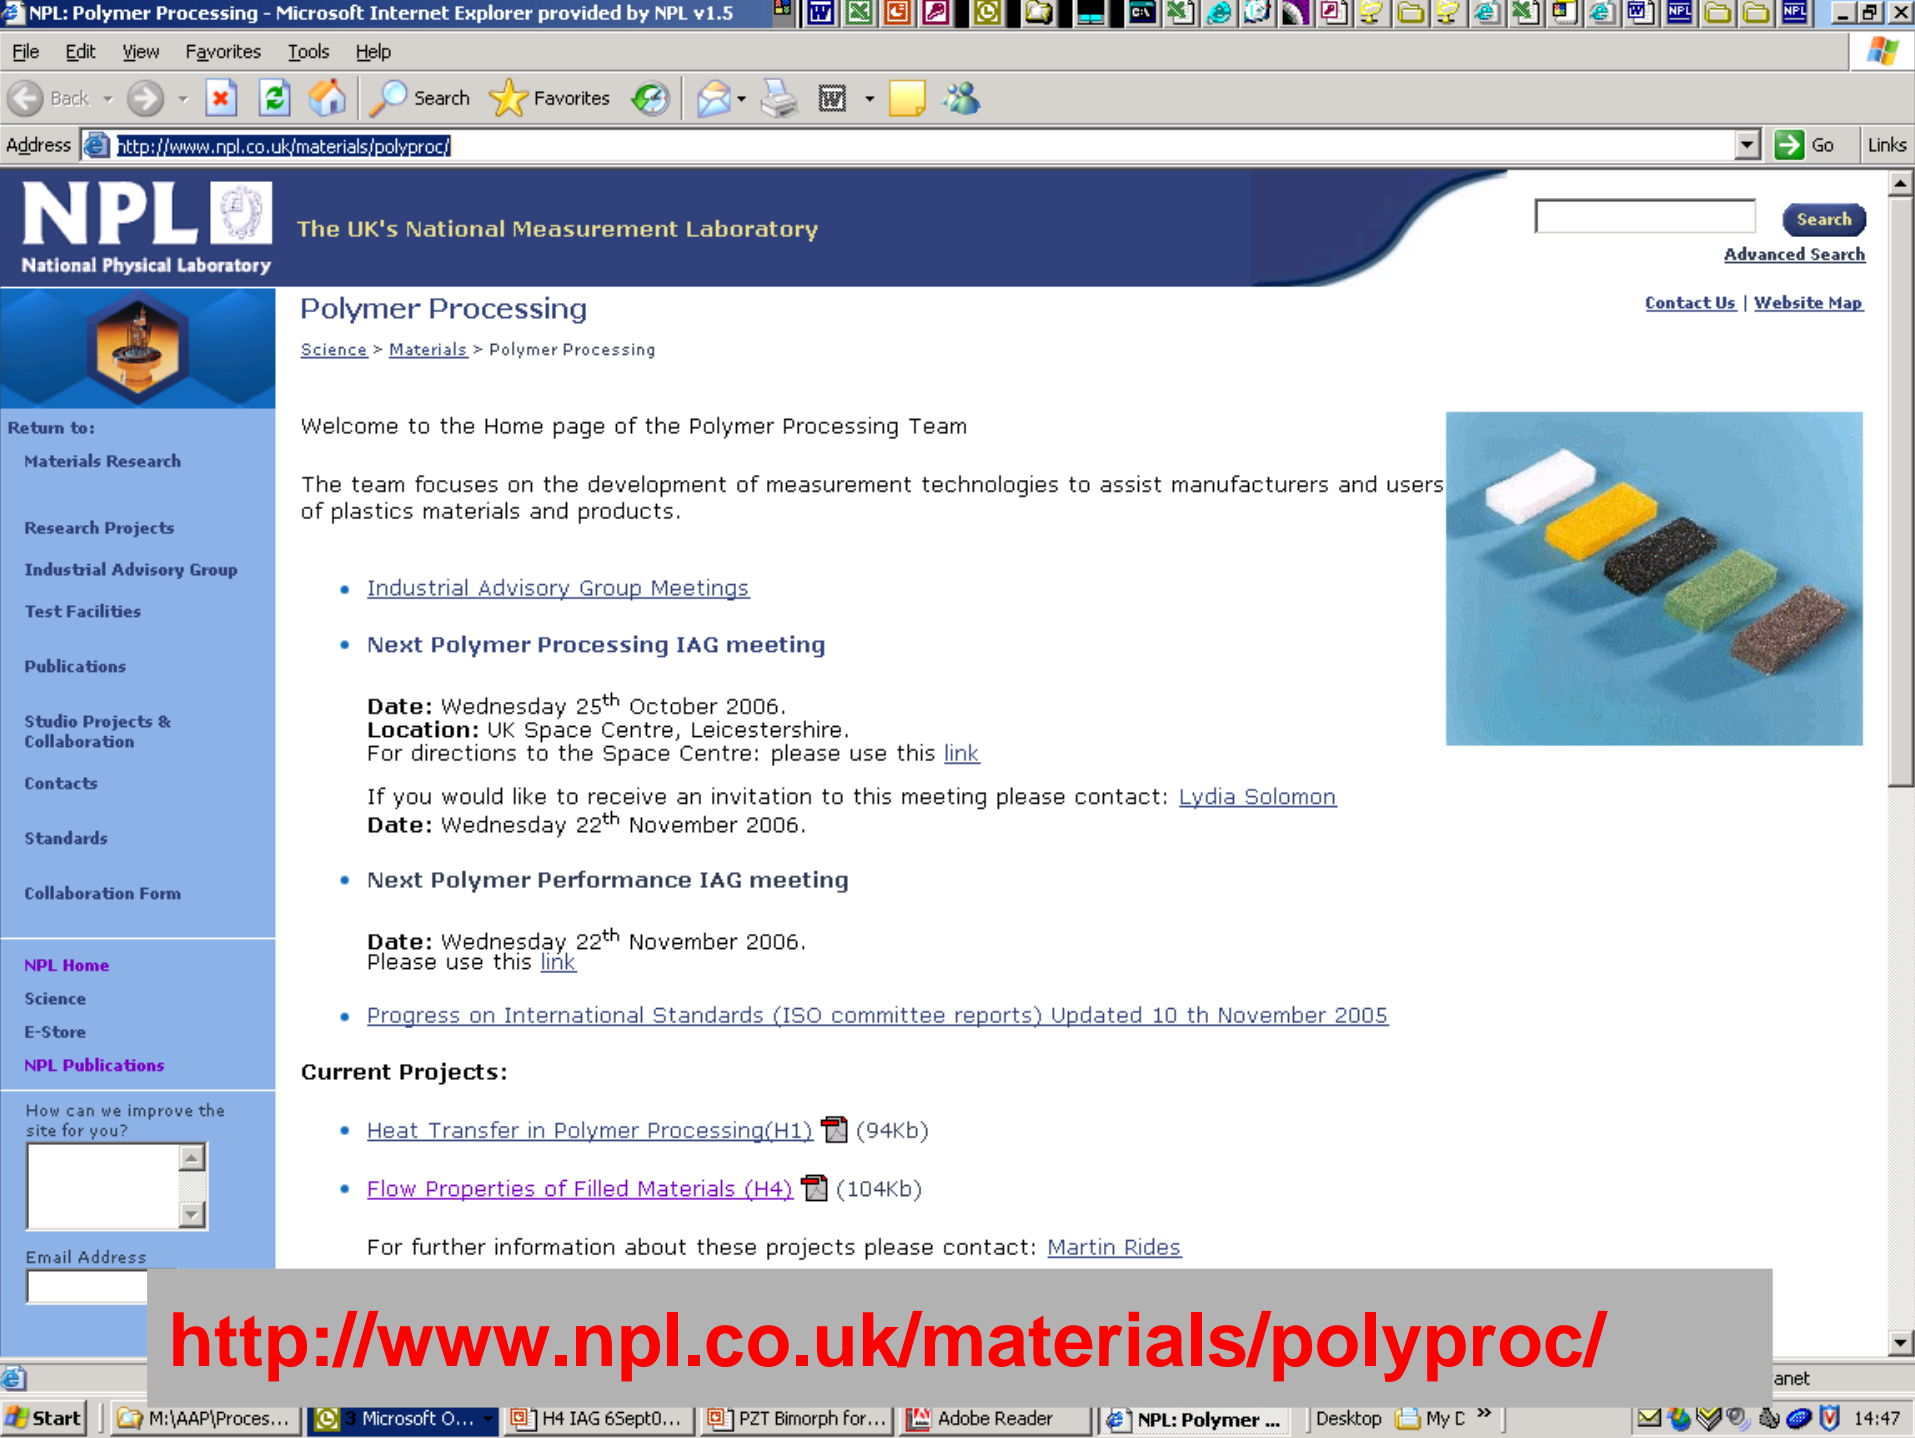 NPL: Polymer Processing - Microsoft Internet Explorer provided by NPL v1.5
File Edit View Favorites Tools Help
Back Search Favorites
Address http://www.npl.co.uk/materials/polyproc/ Go Links
NPL
National Physical Laboratory
The UK's National Measurement Laboratory
Search
Advanced Search
Contact Us | Website Map
Polymer Processing
Science > Materials > Polymer Processing
Return to:
Materials Research
Research Projects
Industrial Advisory Group
Test Facilities
Publications
Studio Projects &
Collaboration
Contacts
Standards
Collaboration Form
NPL Home
Science
E-Store
NPL Publications
How can we improve the
site for you?
Email Address
Welcome to the Home page of the Polymer Processing Team
The team focuses on the development of measurement technologies to assist manufacturers and users
of plastics materials and products.
• Industrial Advisory Group Meetings
• Next Polymer Processing IAG meeting
Date: Wednesday 25th October 2006.
Location: UK Space Centre, Leicestershire.
For directions to the Space Centre: please use this link
If you would like to receive an invitation to this meeting please contact: Lydia Solomon
Date: Wednesday 22th November 2006.
• Next Polymer Performance IAG meeting
Date: Wednesday 22th November 2006.
Please use this link
• Progress on International Standards (ISO committee reports) Updated 10 th November 2005
Current Projects:
• Heat Transfer in Polymer Processing(H1) (94Kb)
• Flow Properties of Filled Materials (H4) (104Kb)
For further information about these projects please contact: Martin Rides
http://www.npl.co.uk/materials/polyproc/
anet
Start M:\AAP\Proces... 3 Microsoft O... H4 IAG 6Sept0... PZT Bimorph for... Adobe Reader NPL: Polymer ... Desktop My D » 14:47